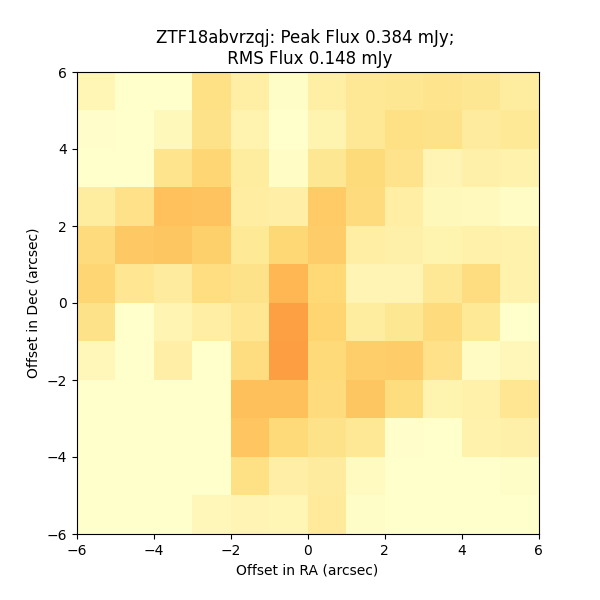 ZTF18abvrzqj: Peak Flux 0.384 mJy;
RMS Flux 0.148 mJy
6
4
2
0
−2
−4
−6
Offset in Dec (arcsec)
−6 −4 −2 0 2 4 6
Offset in RA (arcsec)